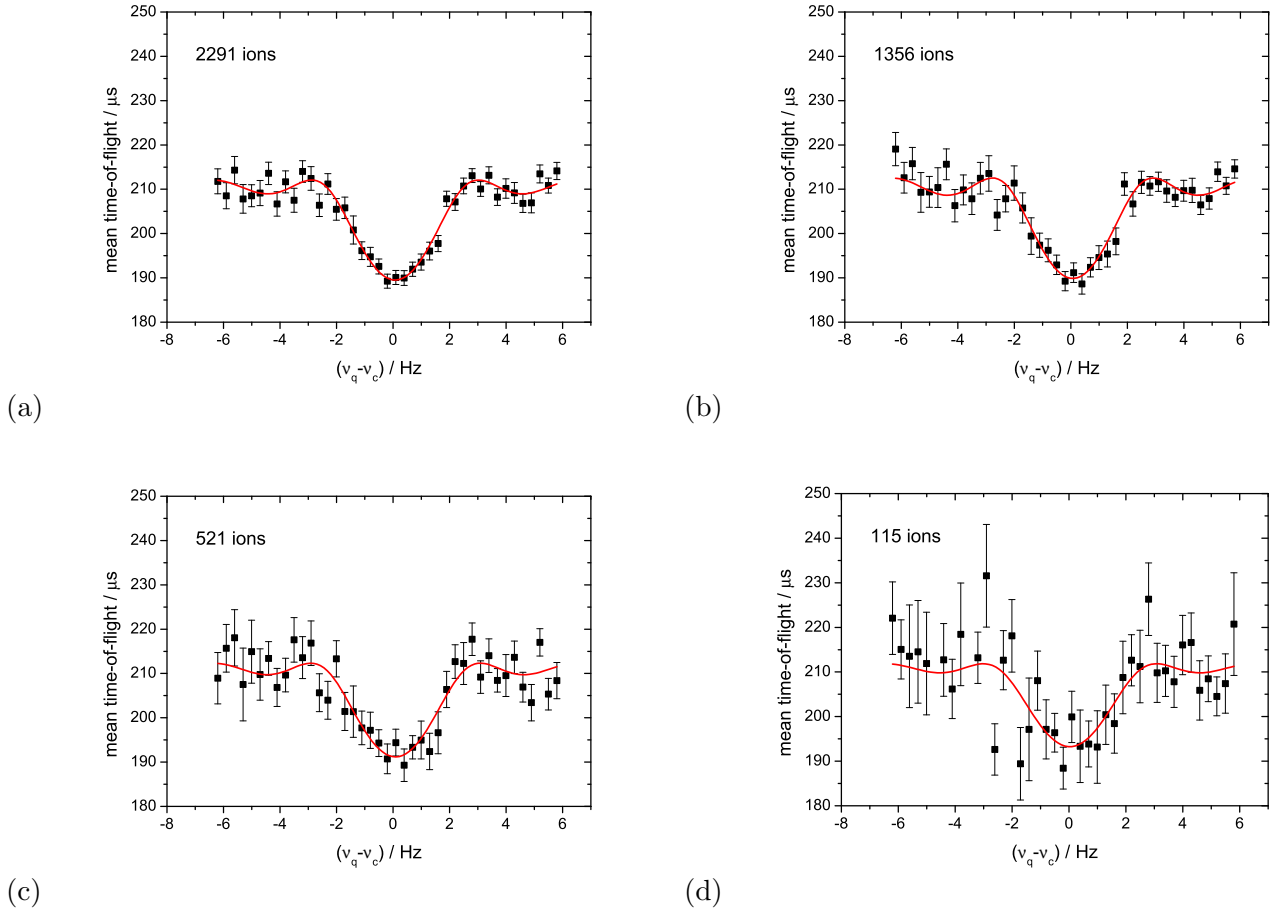 250
240
230
220
210
200
190
180
mean time-of-flight / μs
2291 ions
-8 -6 -4 -2 0 2 4 6
(ν_q-ν_c) / Hz
(a)
250
240
230
220
210
200
190
180
mean time-of-flight / μs
1356 ions
-8 -6 -4 -2 0 2 4 6
(ν_q-ν_c) / Hz
(b)
250
240
230
220
210
200
190
180
mean time-of-flight / μs
521 ions
-8 -6 -4 -2 0 2 4 6
(ν_q-ν_c) / Hz
(c)
250
240
230
220
210
200
190
180
mean time-of-flight / μs
115 ions
-8 -6 -4 -2 0 2 4 6
(ν_q-ν_c) / Hz
(d)